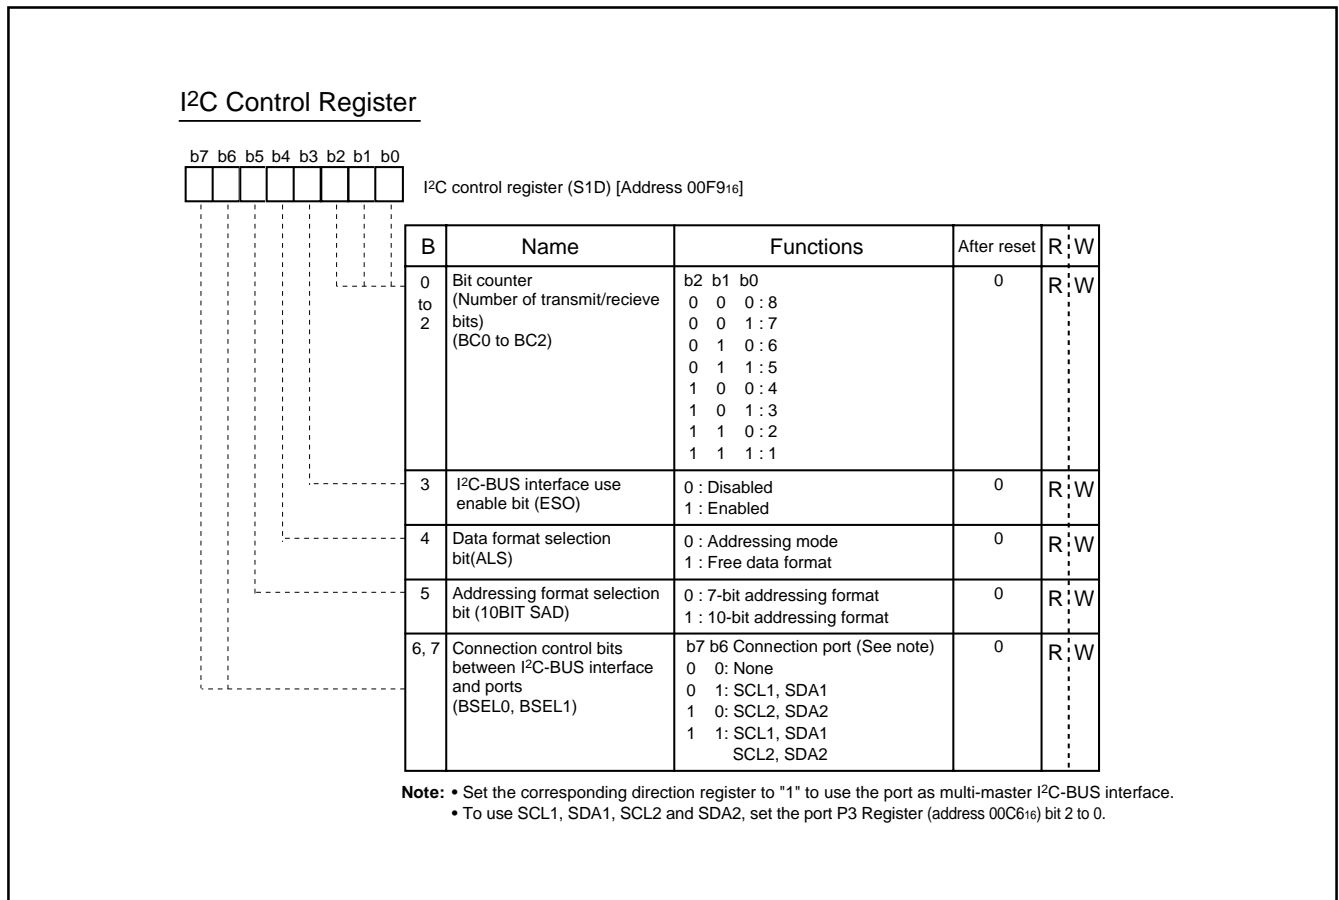 I2C Control Register
b7 b6 b5 b4 b3 b2 b1 b0
I2C control register (S1D) [Address 00F916]
B Name Functions After reset R W
0 to 2
Bit counter
(Number of transmit/recieve
bits)
(BC0 to BC2)
b2 b1 b0
0 0 0 : 8
0 0 1 : 7
0 1 0 : 6
0 1 1 : 5
1 0 0 : 4
1 0 1 : 3
1 1 0 : 2
1 1 1 : 1
0 R W
3
I2C-BUS interface use
enable bit (ESO)
0 : Disabled
1 : Enabled
0 R W
4
Data format selection
bit(ALS)
0 : Addressing mode
1 : Free data format
0 R W
5
Addressing format selection
bit (10BIT SAD)
0 : 7-bit addressing format
1 : 10-bit addressing format
0 R W
6, 7
Connection control bits
between I2C-BUS interface
and ports
(BSEL0, BSEL1)
b7 b6 Connection port (See note)
0 0: None
0 1: SCL1, SDA1
1 0: SCL2, SDA2
1 1: SCL1, SDA1
SCL2, SDA2
0 R W
Note: • Set the corresponding direction register to "1" to use the port as multi-master I2C-BUS interface.
• To use SCL1, SDA1, SCL2 and SDA2, set the port P3 Register (address 00C616) bit 2 to 0.